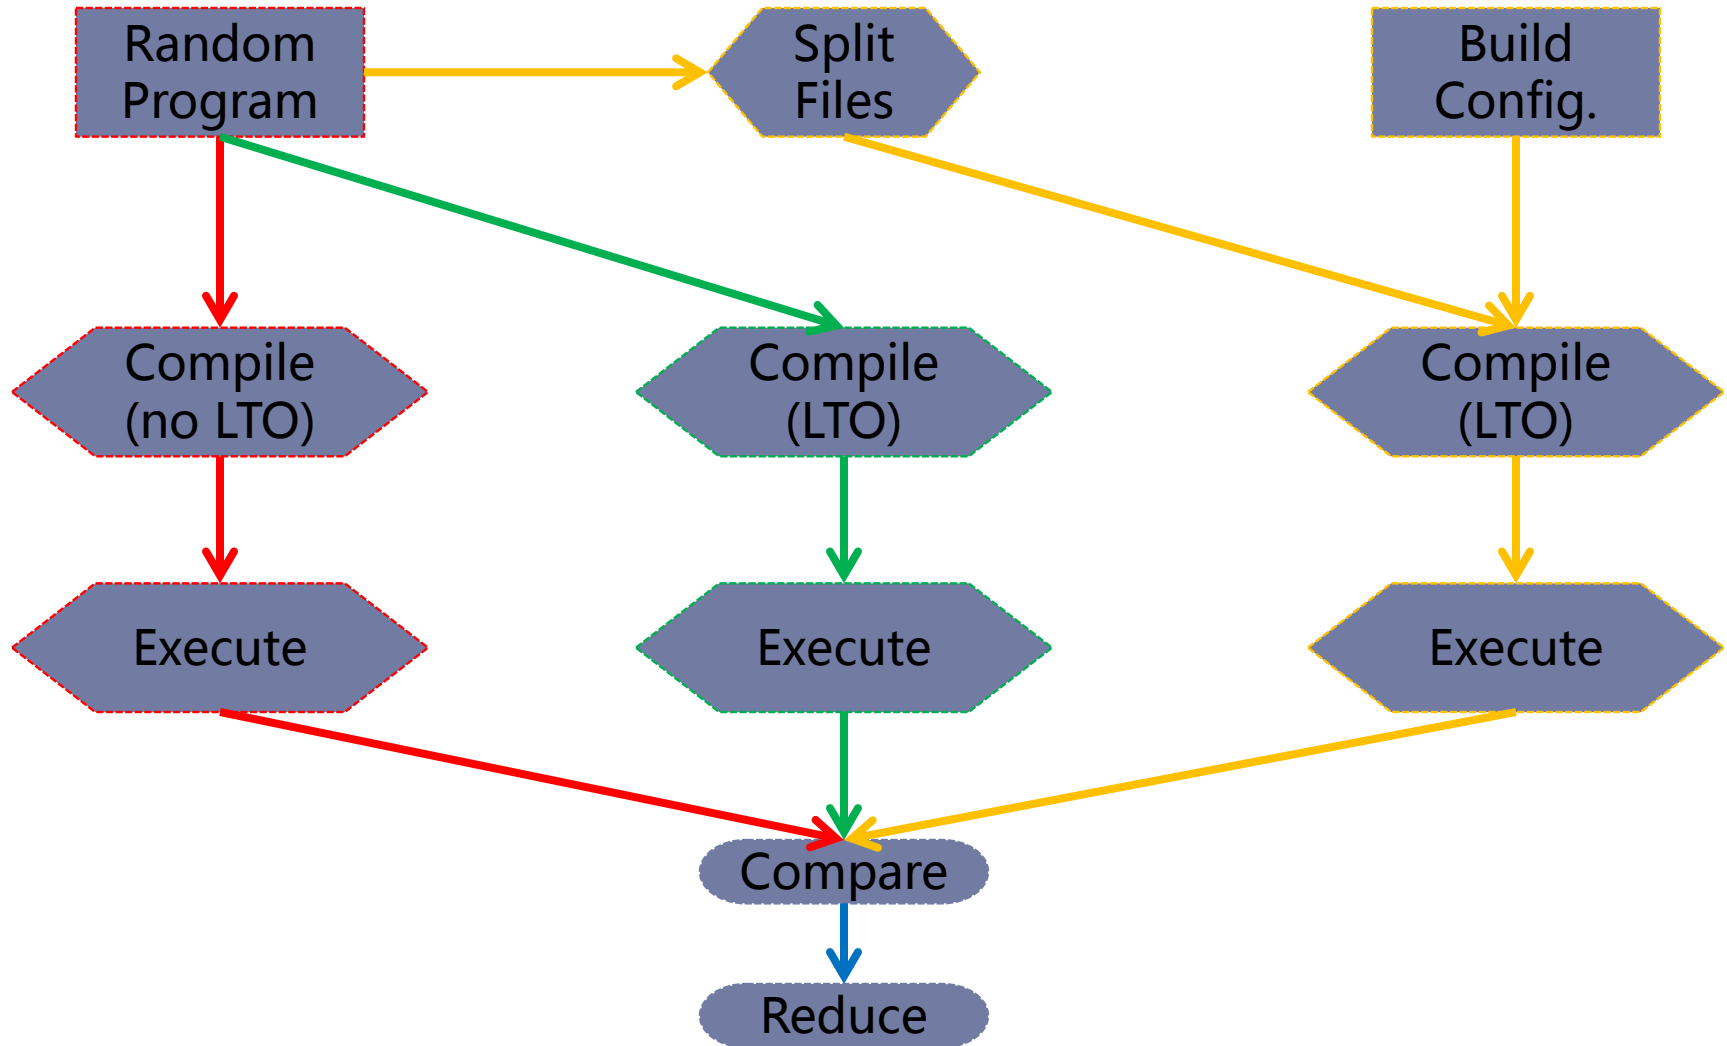 Random
Program
Split
Files
Build
Config.
Compile
(no LTO)
Compile
(LTO)
Compile
(LTO)
Execute
Execute
Execute
Compare
Reduce